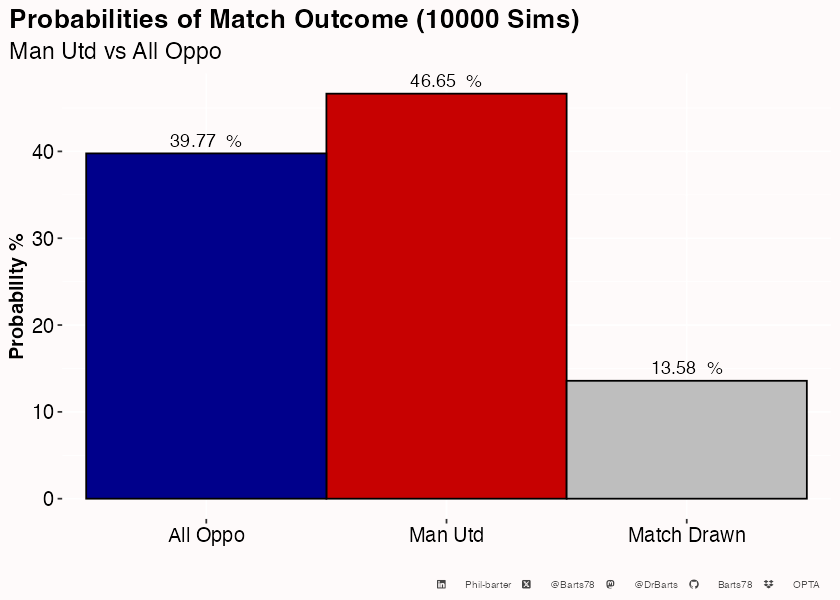 Probabilities of Match Outcome (10000 Sims)
Man Utd vs All Oppo
46.65 %
39.77 %
13.58 %
Probability %
40
30
20
10
0
All Oppo Man Utd Match Drawn
Phil-barter @Barts78 @DrBarts Barts78 OPTA